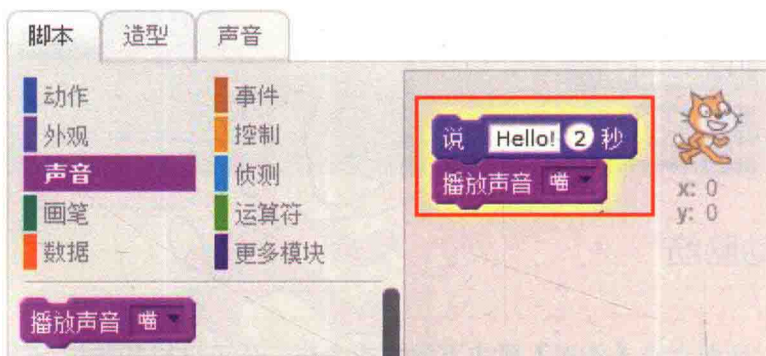 脚本 造型 声音
动作 事件
外观 控制
声音 侦测
画笔 运算符
数据 更多模块
播放声音 喵
说 Hello! 2 秒
播放声音 喵
x: 0
y: 0